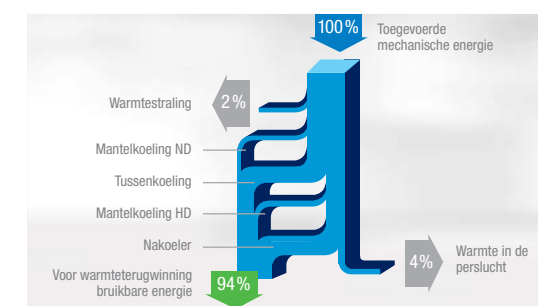 100 %
Toegevoerde
mechanische energie
Warmtestraling
2 %
Mantelkoeling ND
Tussenkoeling
Mantelkoeling HD
Nakoeler
Voor warmteterugwinning
bruikbare energie
94 %
4 %
Warmte in de
perslucht